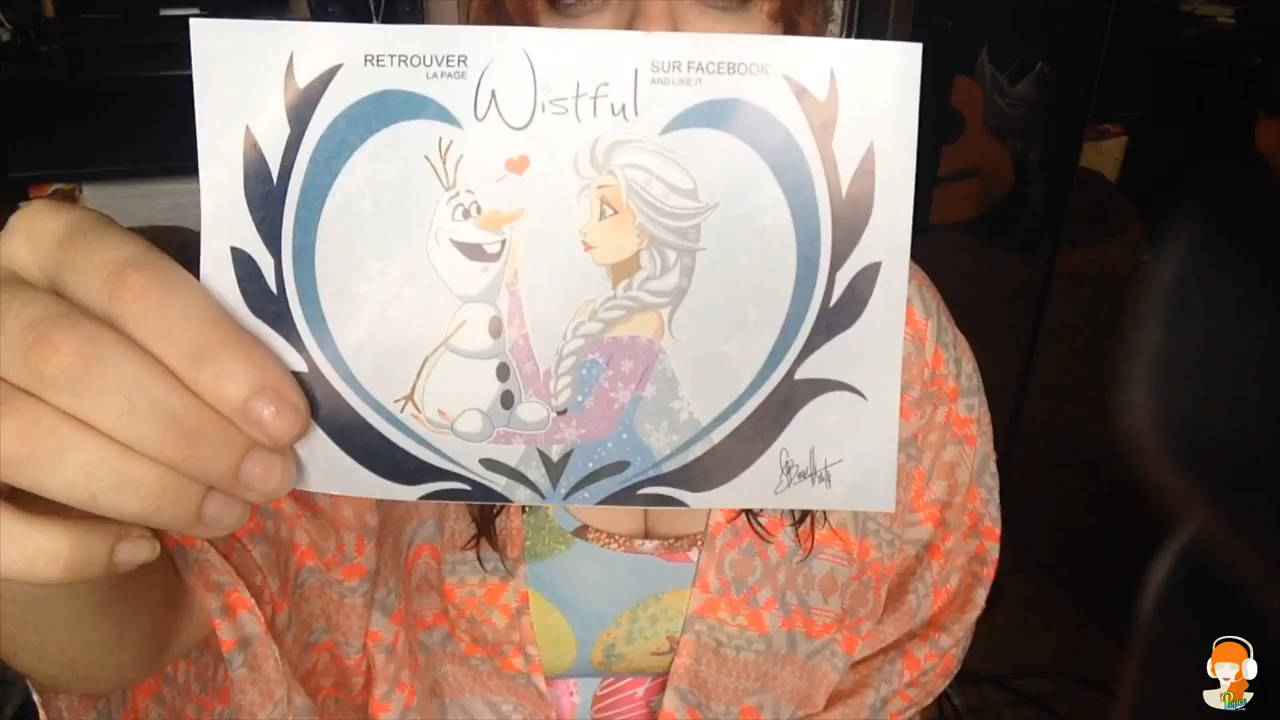 RETROUVER
LA PAGE
Wistful
SUR FACEBOOK
AND LIKE IT